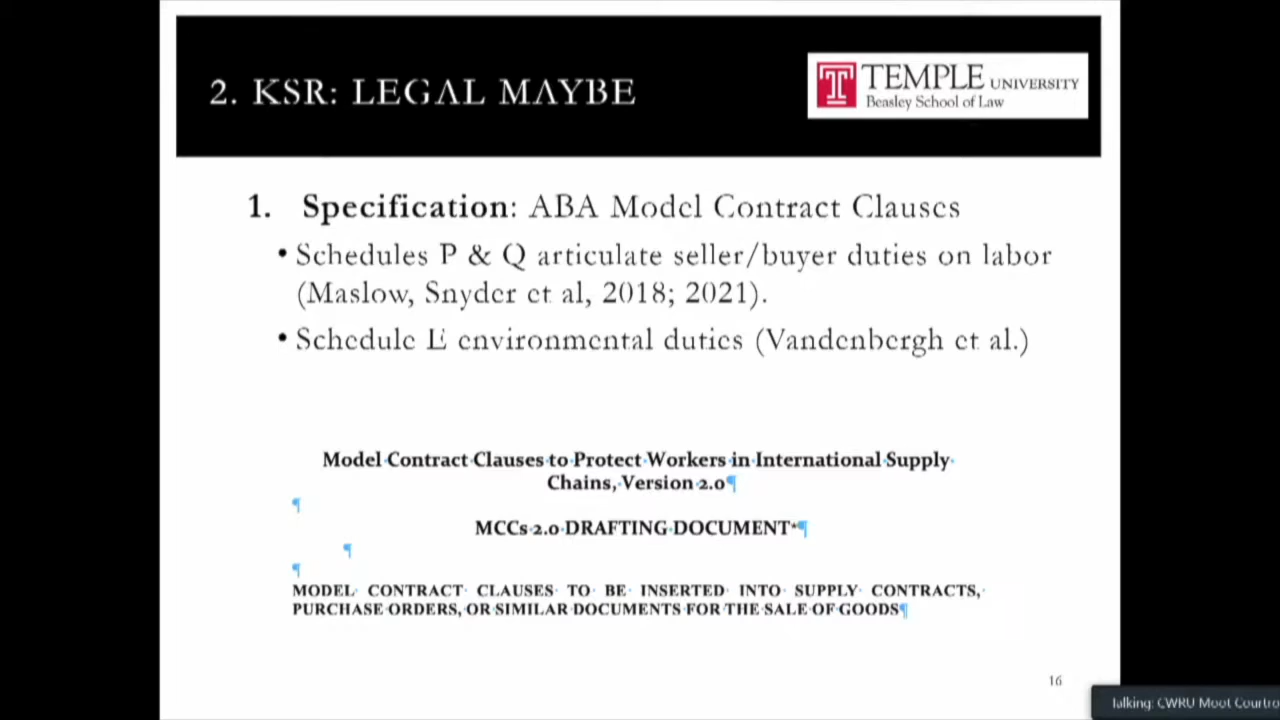 2. KSR: LEGAL MAYBE
TEMPLE UNIVERSITY
Beasley School of Law
1. Specification: ABA Model Contract Clauses
• Schedules P & Q articulate seller/buyer duties on labor
(Maslow, Snyder et al, 2018; 2021).
• Schedule E environmental duties (Vandenbergh et al.)
Model Contract Clauses to Protect Workers in International Supply
Chains, Version 2.0¶
¶
MCCs 2.0 DRAFTING DOCUMENT*¶
¶
¶
MODEL CONTRACT CLAUSES TO BE INSERTED INTO SUPPLY CONTRACTS,
PURCHASE ORDERS, OR SIMILAR DOCUMENTS FOR THE SALE OF GOODS¶
16
Talking: CWRU Moot Courtro